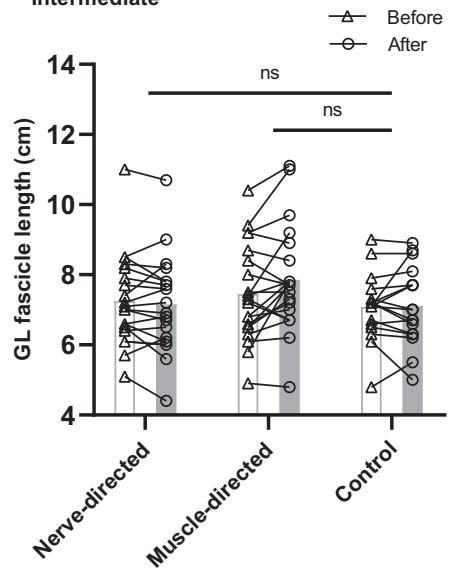 Intermediate
Before
After
14
12
10
8
6
4
GL fascicle length (cm)
ns
ns
Nerve-directed
Muscle-directed
Control